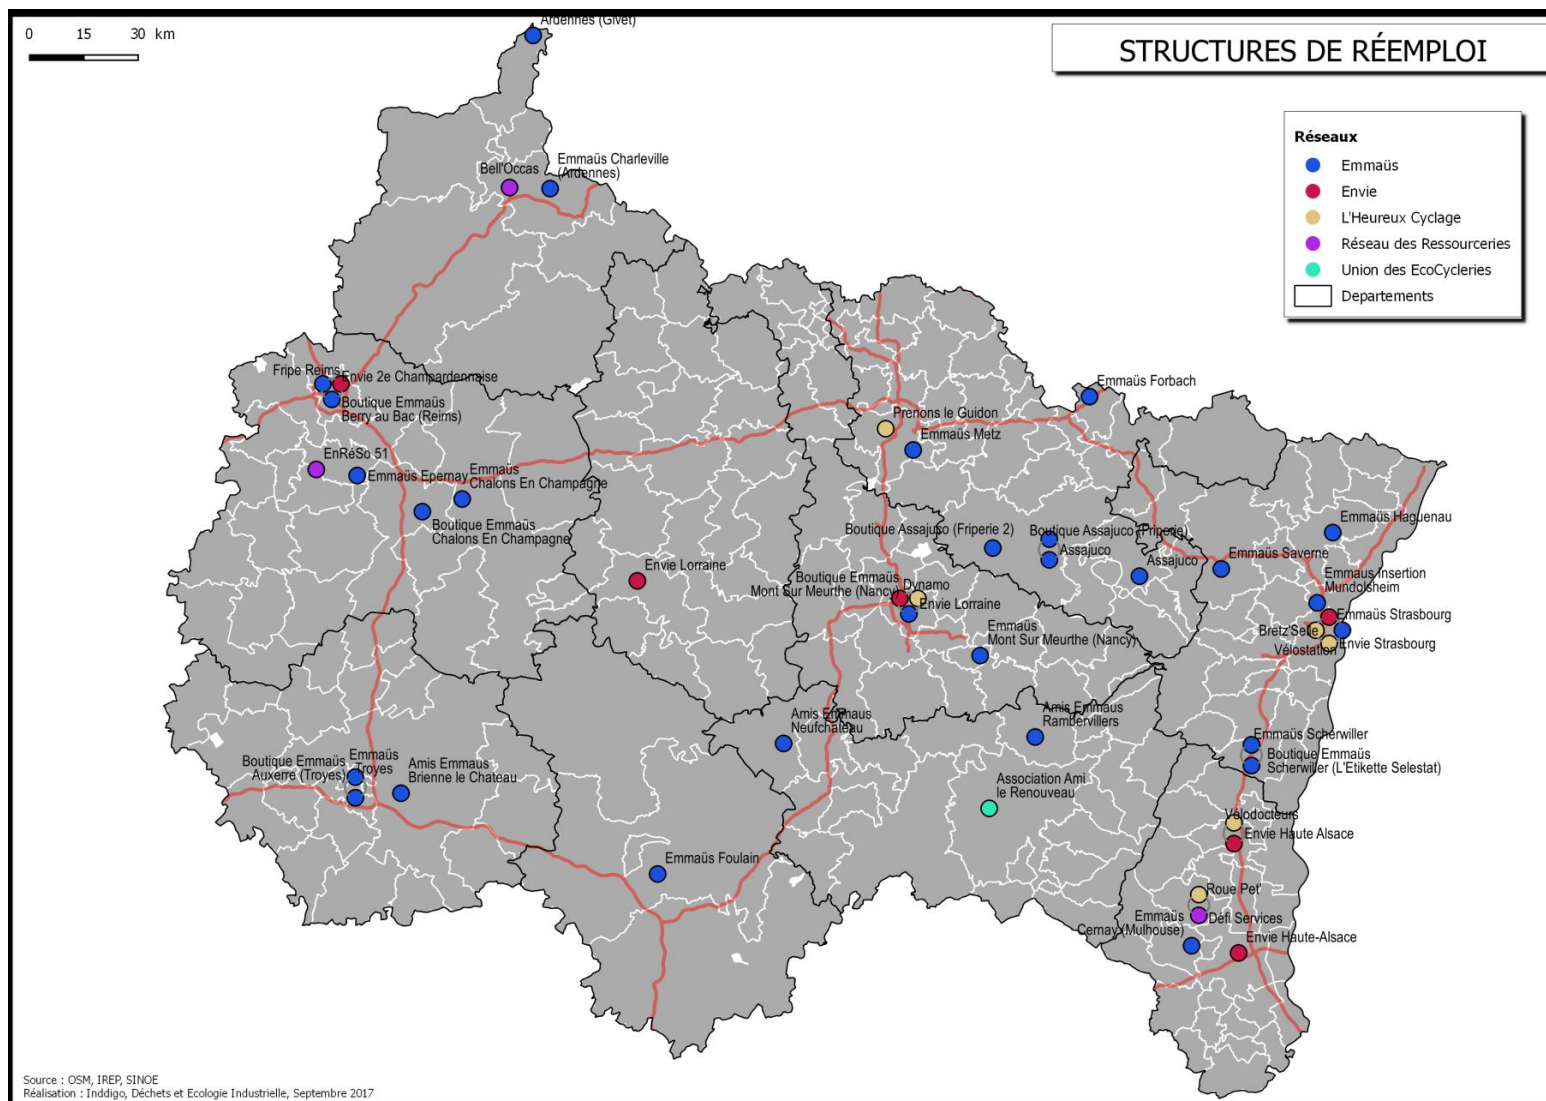 Ardennes (Givet)
0 15 30 km
STRUCTURES DE RÉEMPLOI
Réseaux
Emmaüs
Envie
L'Heureux Cyclage
Réseau des Ressourceries
Union des EcoCycleries
Departements
Bell'Occas
Emmaüs Charleville
(Ardennes)
Fripe Reims
Envie 2e Champardennaise
Boutique Emmaüs
Berry au Bac (Reims)
EnRéSo 51
Emmaüs Epernay
Emmaüs
Chalons En Champagne
Boutique Emmaüs
Chalons En Champagne
Emmaüs Forbach
Prenons le Guidon
Emmaüs Metz
Boutique Assajuco (Friperie 2)
Boutique Assajuco (Friperie)
Assajuco
Assajuco
Emmaüs Haguenau
Emmaüs Saverne
Emmaus Insertion
Mundolsheim
Emmaüs Strasbourg
Bretz'Selle
Vélostation
Envie Strasbourg
Envie Lorraine
Boutique Emmaüs
Mont Sur Meurthe (Nancy)
Dynamo
Envie Lorraine
Emmaüs
Mont Sur Meurthe (Nancy)
Amis Emmaus
Neufchateau
Amis Emmaus
Rambervillers
Emmaüs Scherwiller
Boutique Emmaüs
Scherwiller (L'Etikette Selestat)
Boutique Emmaüs
Auxerre (Troyes)
Emmaüs
Troyes
Amis Emmaus
Brienne le Chateau
Association Ami
le Renouveau
Vélodocteurs
Envie Haute Alsace
Emmaüs Foulain
Roue Pet'
Défi Services
Emmaüs
Cernay (Mulhouse)
Envie Haute-Alsace
Source : OSM, IREP, SINOE
Réalisation : Inddigo, Déchets et Ecologie Industrielle, Septembre 2017